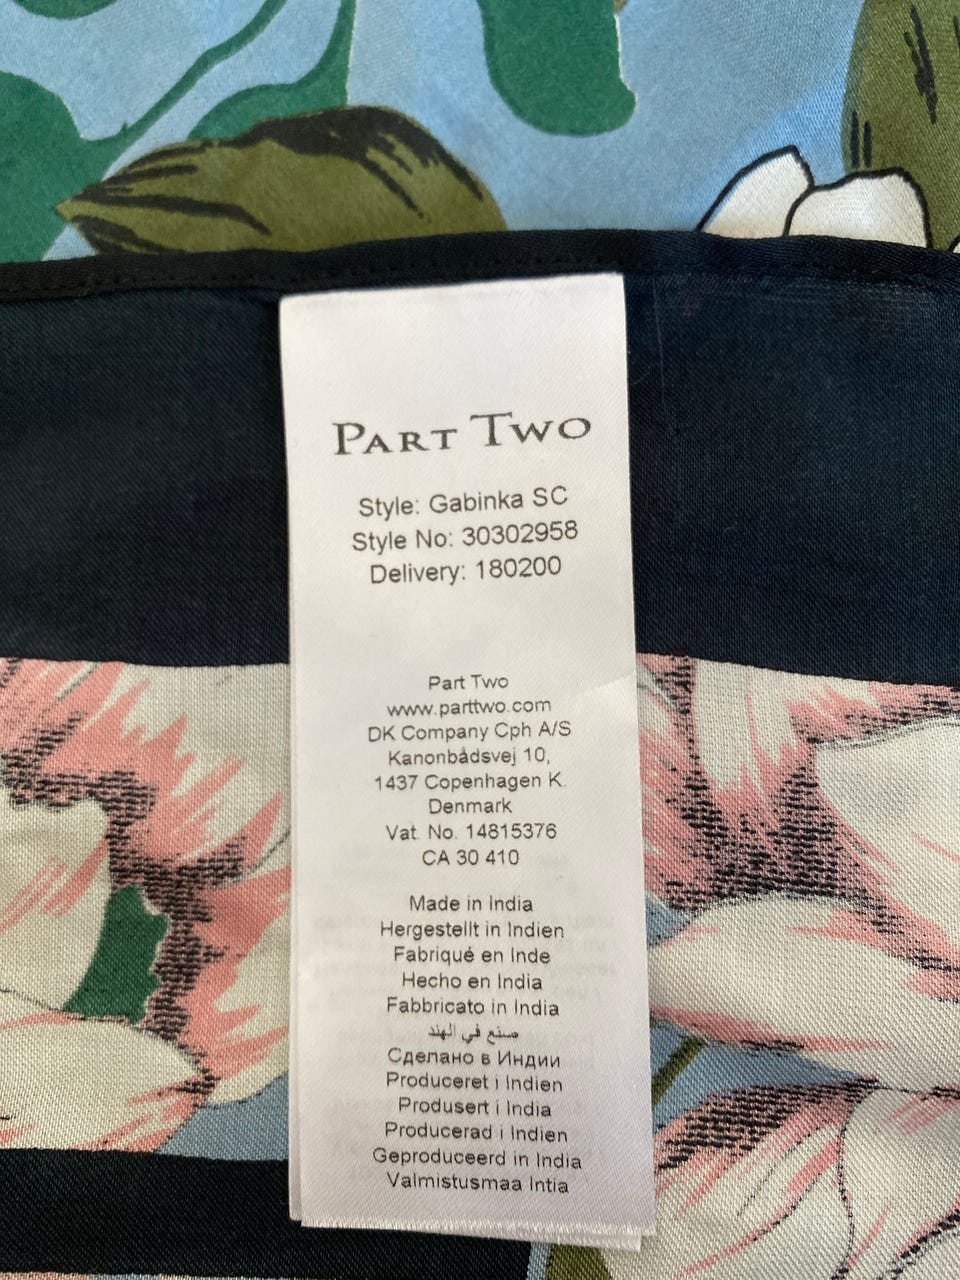 PART TWO
Style: Gabinka SC
Style No: 30302958
Delivery: 180200
Part Two
www.parttwo.com
DK Company Cph A/S
Kanonbådsvej 10,
1437 Copenhagen K.
Denmark
Vat. No. 14815376
CA 30 410
Made in India
Hergestellt in Indien
Fabriqué en Inde
Hecho en India
Fabbricato in India
صنع في الهند
Сделано в Индии
Produceret i Indien
Produsert i India
Producerad i Indien
Geproduceerd in India
Valmistusmaa Intia